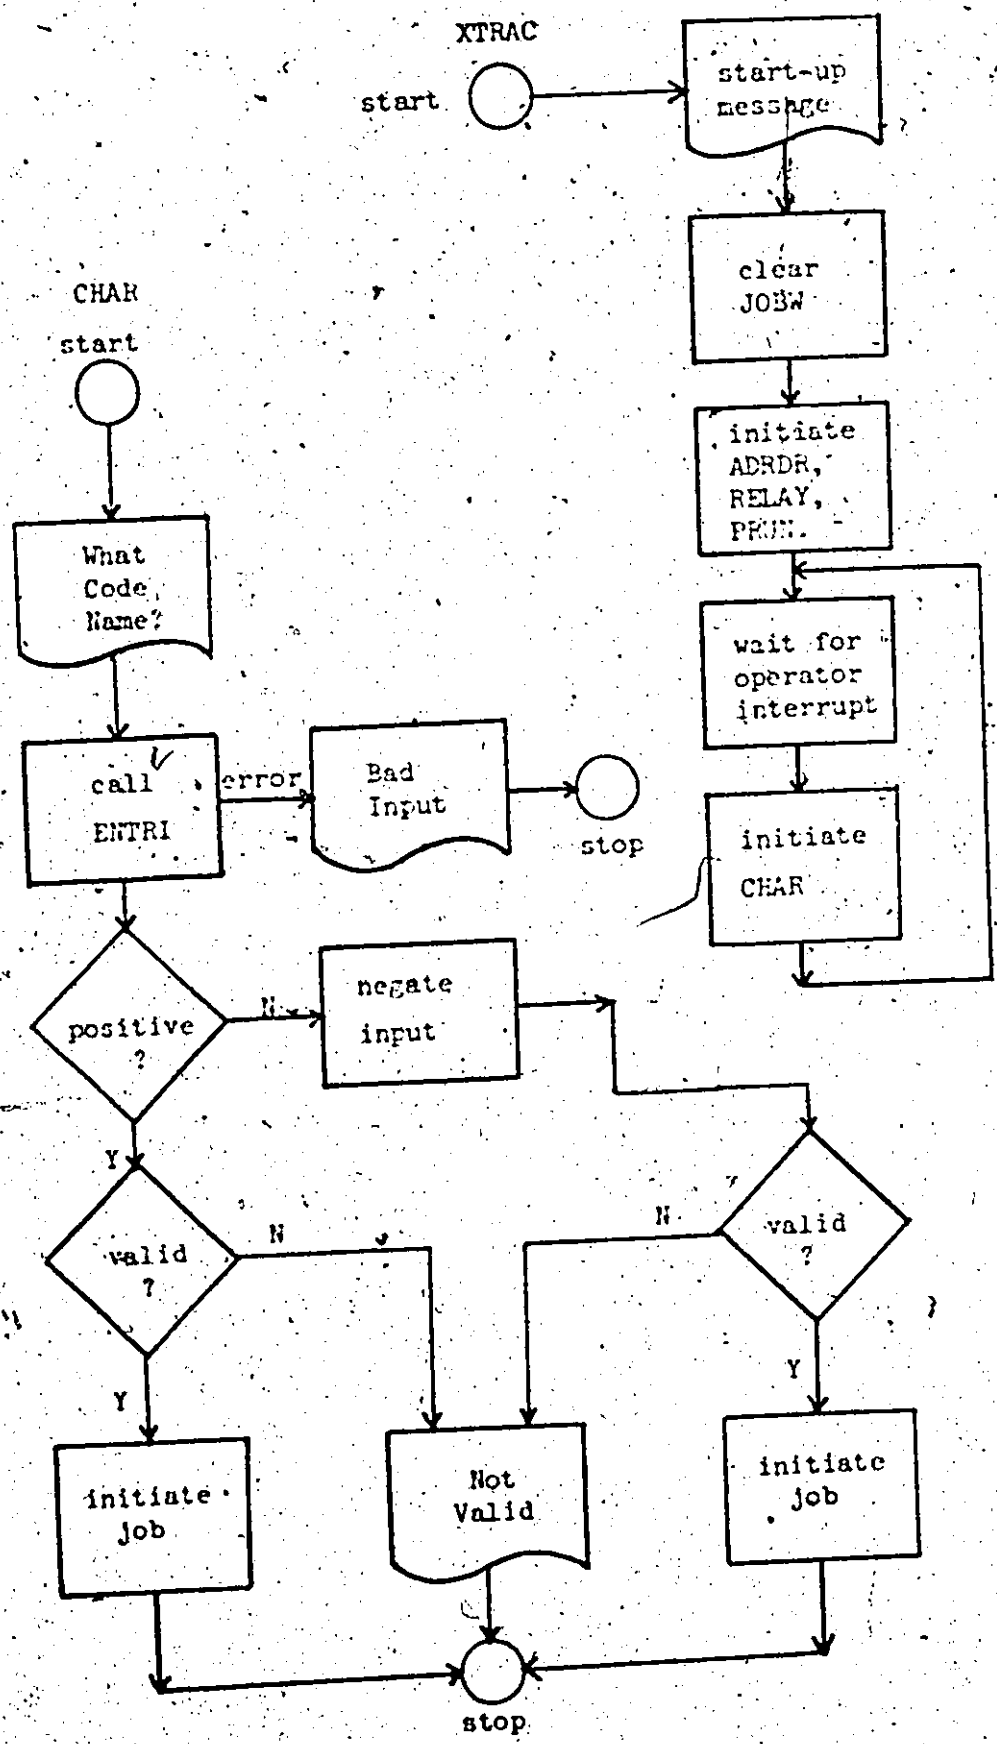 XTRAC
start
start-up
message
clear
JOBW
initiate
ADRDR,
RELAY,
PRUN.
wait for
operator
interrupt
initiate
CHAR
CHAR
start
What
Code
Name?
call
ENTRI
error
Bad
Input
stop
positive
?
N
negate
input
Y
valid
?
N
Y
initiate
job
N
valid
?
Y
initiate
job
Not
Valid
stop